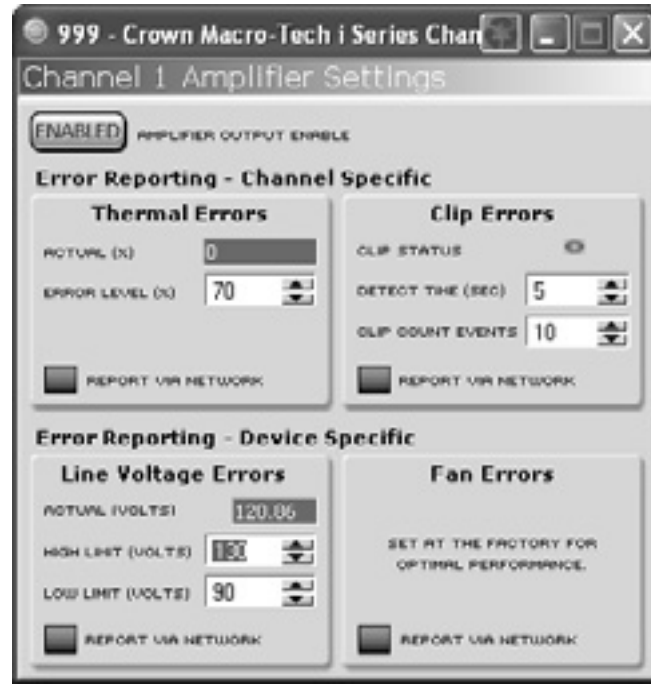 999 - Crown Macro-Tech i Series Chan
Channel 1 Amplifier Settings
ENABLED AMPLIFIER OUTPUT ENABLE
Error Reporting - Channel Specific
Thermal Errors
ACTUAL (%) 0
ERROR LEVEL (%) 70
REPORT VIA NETWORK
Clip Errors
CLIP STATUS
DETECT TIME (SEC) 5
CLIP COUNT EVENTS 10
REPORT VIA NETWORK
Error Reporting - Device Specific
Line Voltage Errors
ACTUAL (VOLTS) 120.06
HIGH LIMIT (VOLTS) 130
LOW LIMIT (VOLTS) 90
REPORT VIA NETWORK
Fan Errors
SET AT THE FACTORY FOR
OPTIMAL PERFORMANCE.
REPORT VIA NETWORK